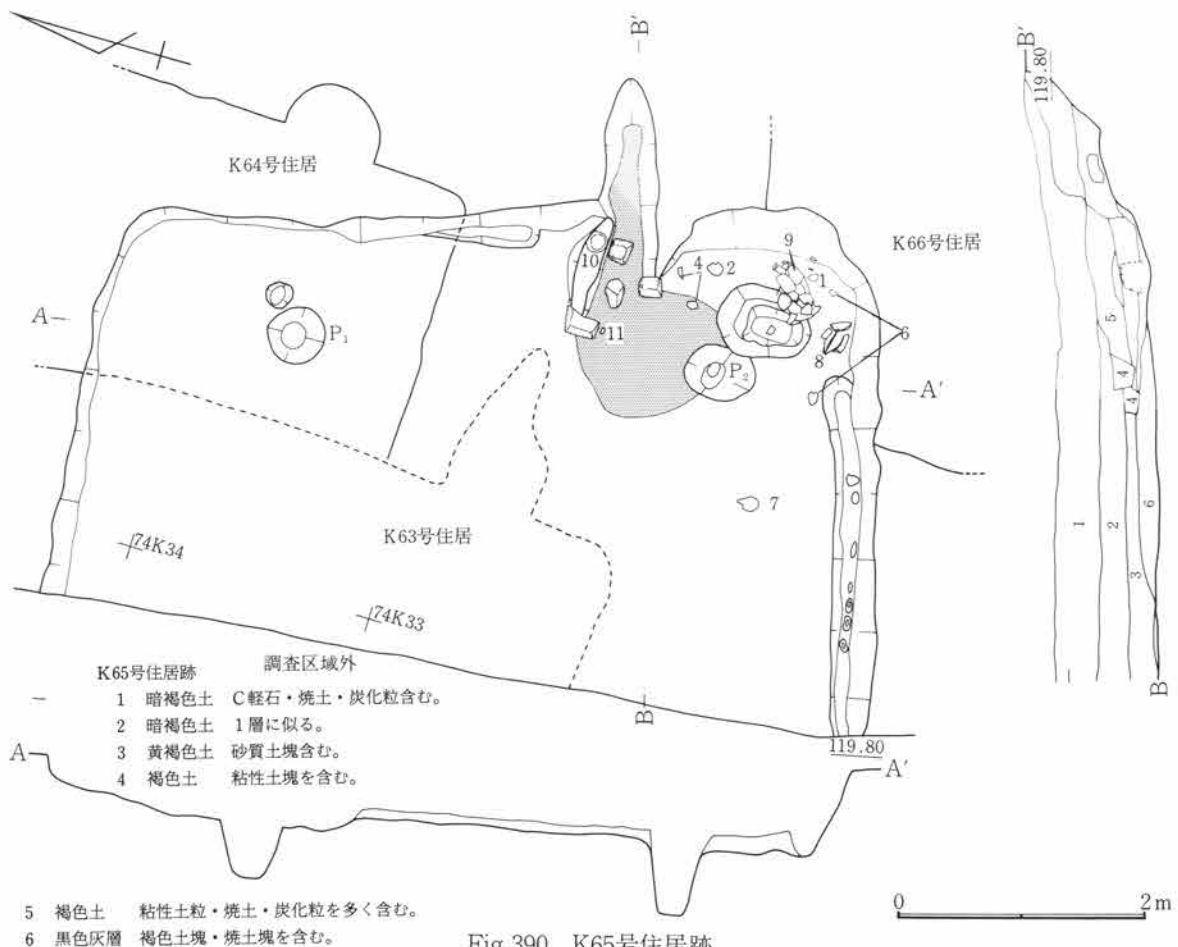 B′
B′
119.80
K64号住居
K66号住居
9
10
4
2
1
6
11
P₁
P₂
8
A
A′
5
4
4
7
6
1
2
3
K63号住居
74K34
74K33
K65号住居跡
調査区域外
1 暗褐色土 C軽石・焼土・炭化粒含む。
2 暗褐色土 1層に似る。
3 黄褐色土 砂質土塊含む。
4 褐色土 粘性土塊を含む。
B
B
119.80
A
A′
5 褐色土 粘性土粒・焼土・炭化粒を多く含む。
6 黒色灰層 褐色土塊・焼土塊を含む。
0 2m
Fig.390 K65号住居跡